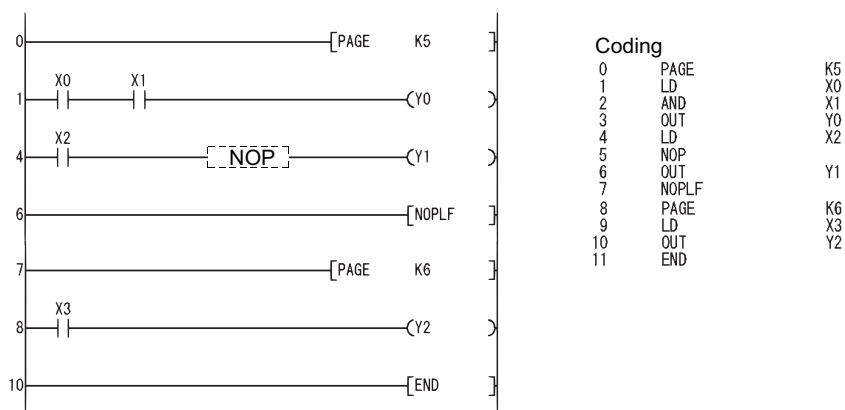 0 PAGE K5
X0 X1
1 Y0
X2
4 NOP Y1
6 NOPLF
7 PAGE K6
X3
8 Y2
10 END
Coding
0 PAGE K5
1 LD X0
2 AND X1
3 OUT Y0
4 LD X2
5 NOP
6 OUT Y1
7 NOPLF
8 PAGE K6
9 LD X3
10 OUT Y2
11 END